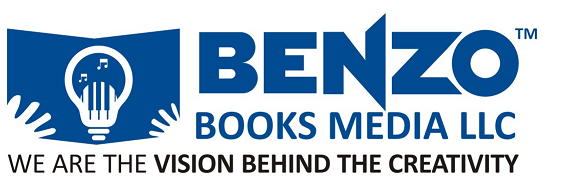 BENZO™
BOOKS MEDIA LLC
WE ARE THE VISION BEHIND THE CREATIVITY